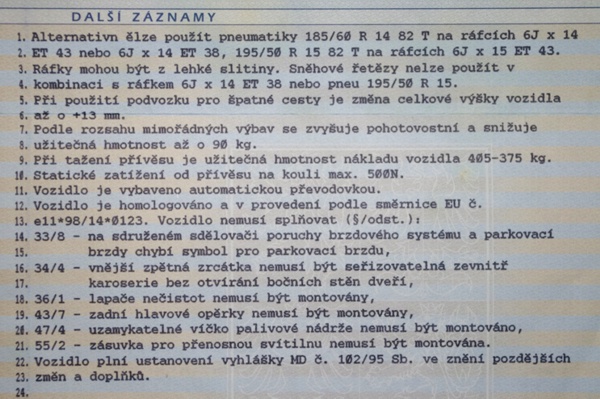 DALŠÍ ZÁZNAMY
1. Alternativn ělze použít pneumatiky 185/60 R 14 82 T na ráfcích 6J x 14
2. ET 43 nebo 6J x 14 ET 38, 195/50 R 15 82 T na ráfcích 6J x 15 ET 43.
3. Ráfky mohou být z lehké slitiny. Sněhové řetězy nelze použít v
4. kombinaci s ráfkem 6J x 14 ET 38 nebo pneu 195/50 R 15.
5. Při použití podvozku pro špatné cesty je změna celkové výšky vozidla
6. až o +13 mm.
7. Podle rozsahu mimořádných výbav se zvyšuje pohotovostní a snižuje
8. užitečná hmotnost až o 90 kg.
9. Při tažení přívěsu je užitečná hmotnost nákladu vozidla 405-375 kg.
10. Statické zatížení od přívěsu na kouli max. 500N.
11. Vozidlo je vybaveno automatickou převodovkou.
12. Vozidlo je homologováno a v provedení podle směrnice EU č.
13. e11*98/14*0123. Vozidlo nemusí splňovat (§/odst.):
14. 33/8 - na sdruženém sdělovači poruchy brzdového systému a parkovací
15. brzdy chybí symbol pro parkovací brzdu,
16. 34/4 - vnější zpětná zrcátka nemusí být seřizovatelná zevnitř
17. karoserie bez otvírání bočních stěn dveří,
18. 36/1 - lapače nečistot nemusí být montovány,
19. 43/7 - zadní hlavové opěrky nemusí být montovány,
20. 47/4 - uzamykatelné víčko palivové nádrže nemusí být montováno,
21. 55/2 - zásuvka pro přenosnou svítilnu nemusí být montována.
22. Vozidlo plní ustanovení vyhlášky MD č. 102/95 Sb. ve znění pozdějších
23. změn a doplňků.
24.